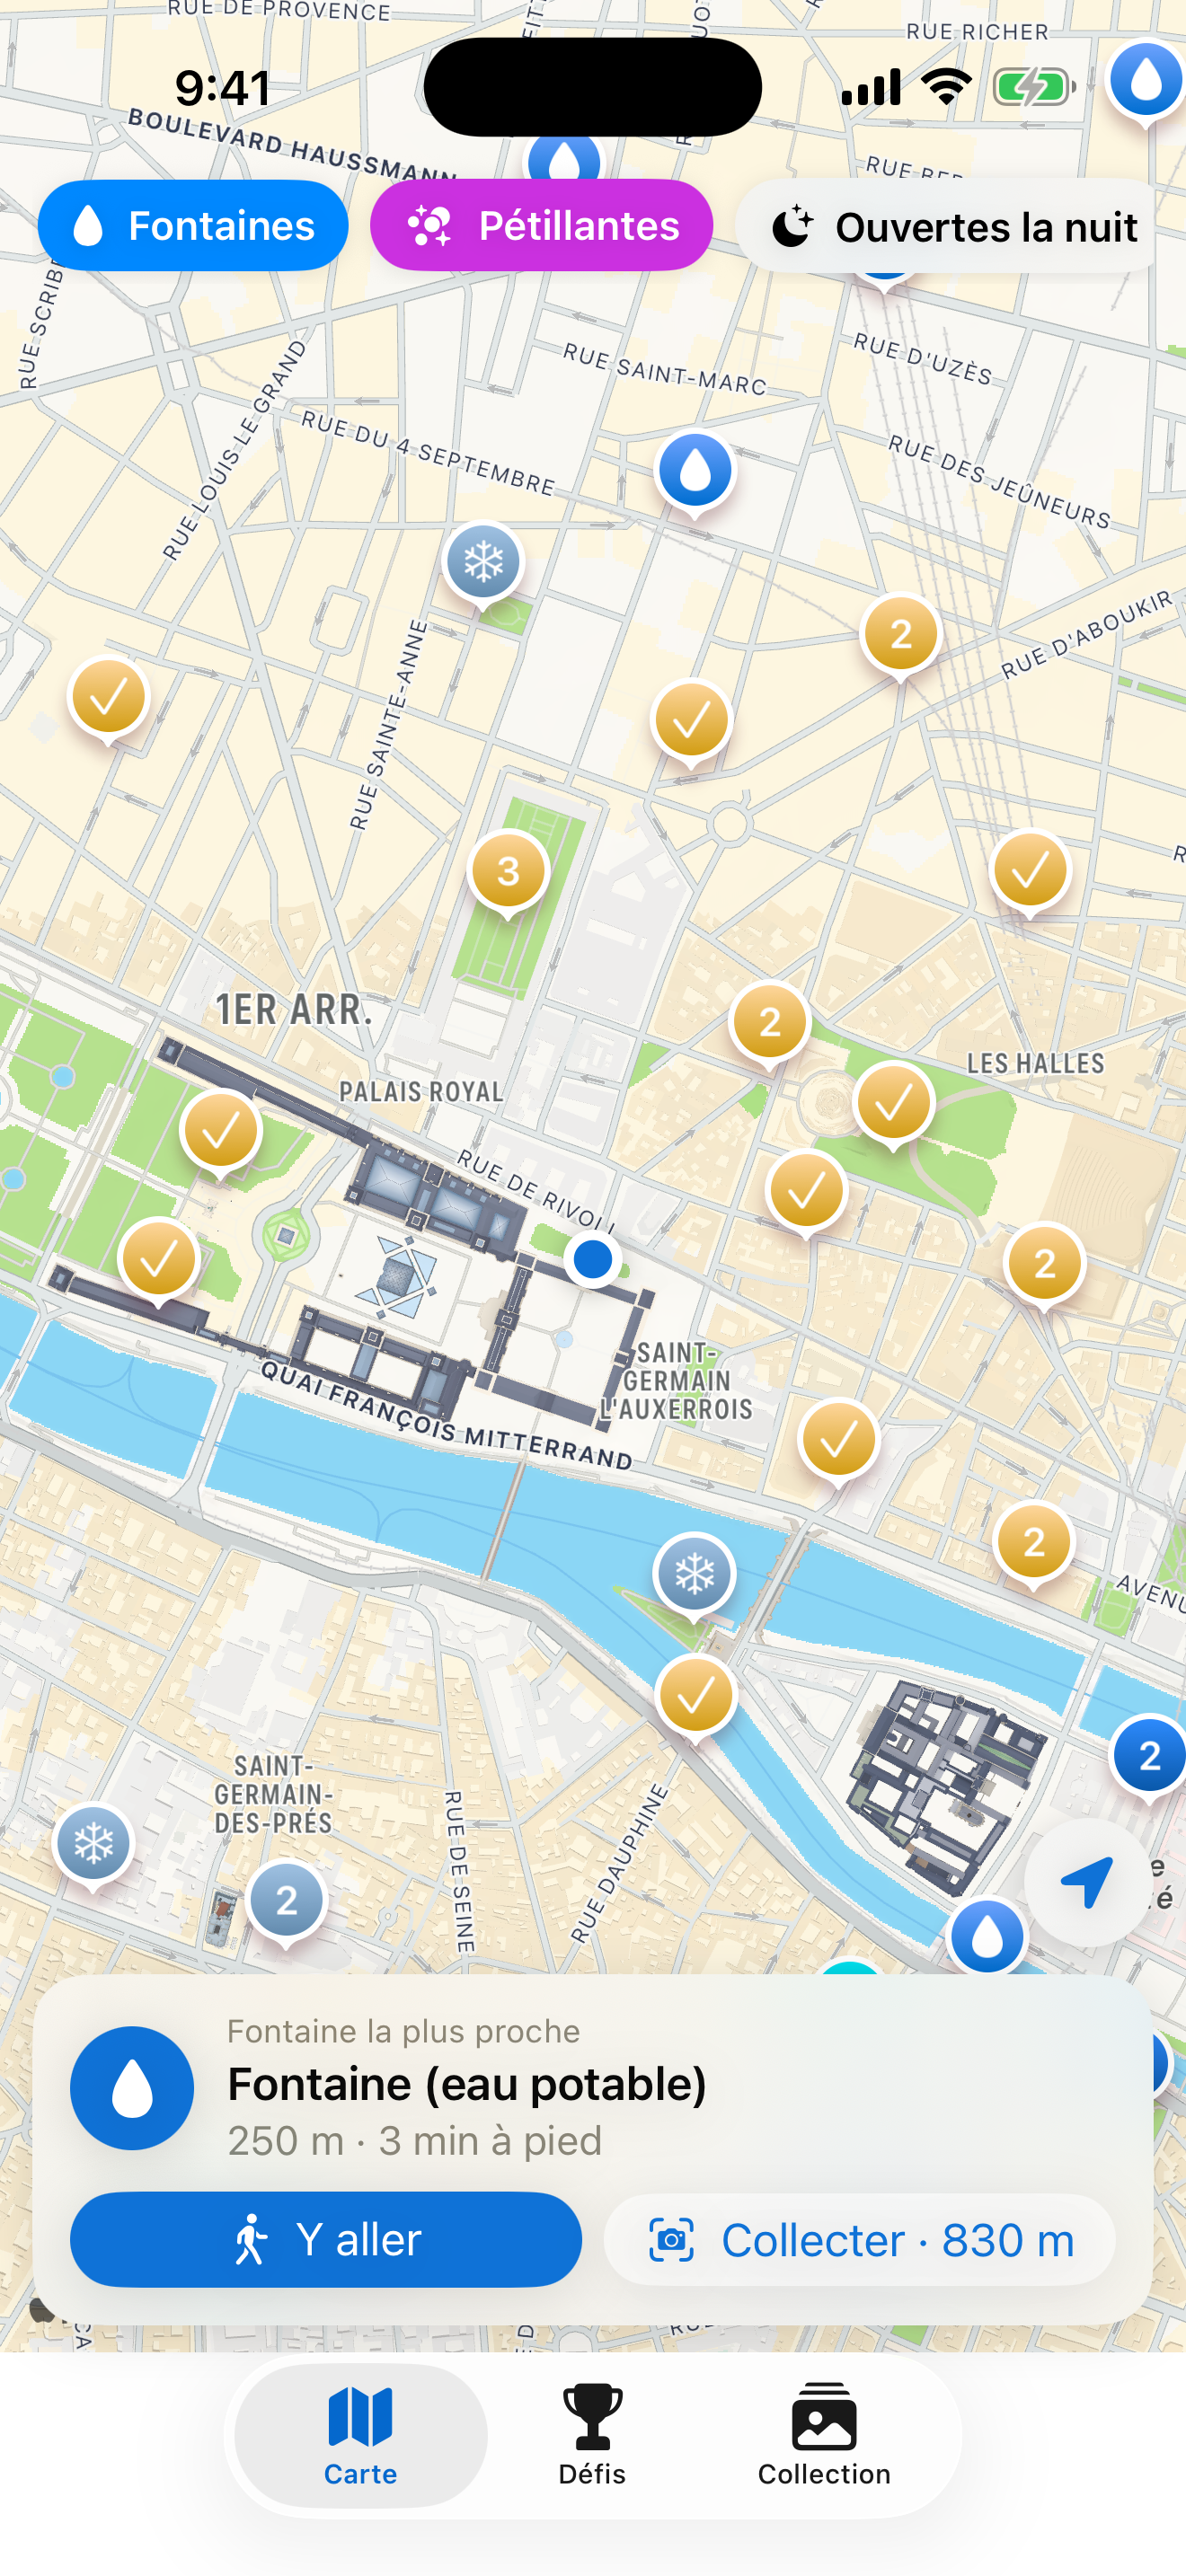 RUE DE PROVENCE
RUE RICHER
9:41
BOULEVARD HAUSSMANN
Fontaines
Pétillantes
Ouvertes la nuit
RUE SCRIBE
RUE SAINT-MARC
RUE D'UZÈS
RUE LOUIS-LE-GRAND
RUE DU 4 SEPTEMBRE
RUE DES JEÛNEURS
2
RUE D'ABOUKIR
RUE SAINTE-ANNE
3
1ER ARR.
2
LES HALLES
PALAIS ROYAL
RUE DE RIVOLI
2
SAINT-
GERMAIN
L'AUXERROIS
QUAI FRANÇOIS MITTERRAND
2
2
SAINT-
GERMAIN-
DES-PRÉS
RUE DE SEINE
RUE DAUPHINE
2
Fontaine la plus proche
Fontaine (eau potable)
250 m · 3 min à pied
Y aller
Collecter · 830 m
Carte
Défis
Collection